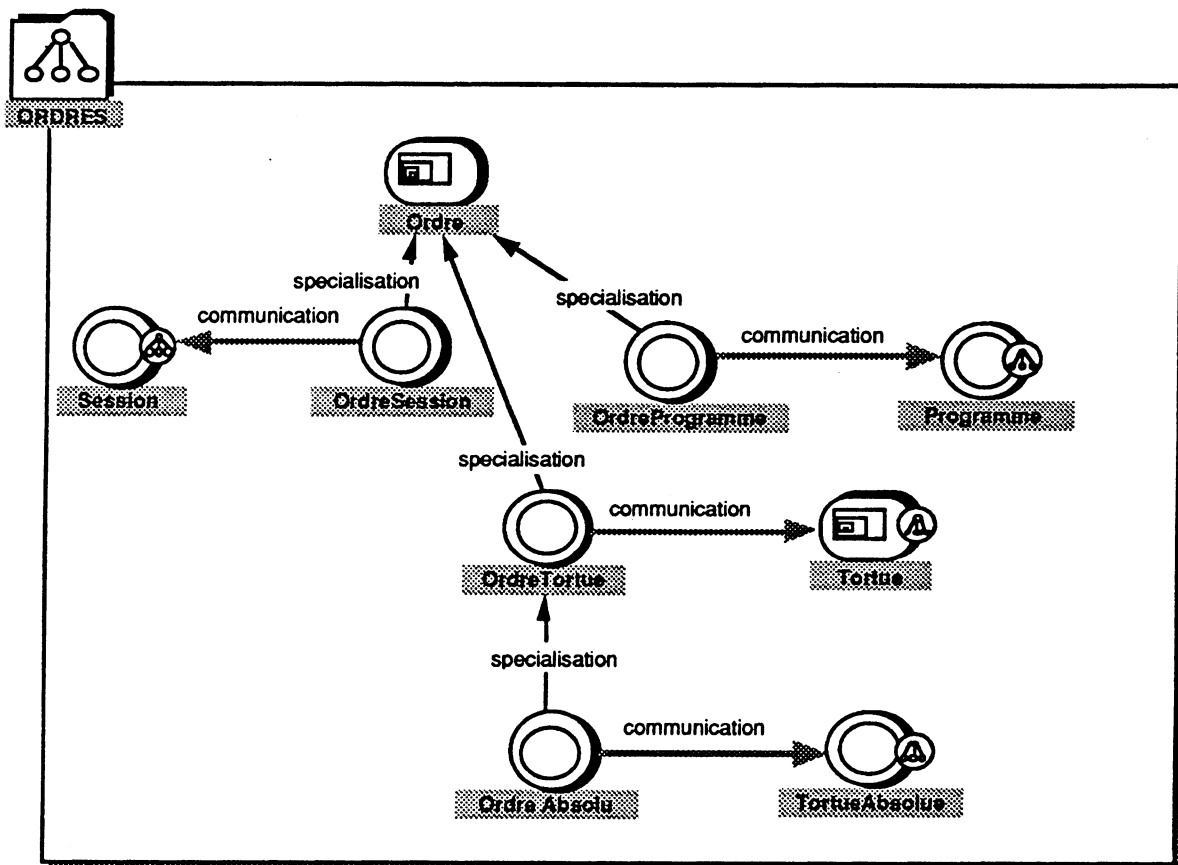 ORDRES
Ordre
specialisation
specialisation
communication
communication
Session
OrdreSession
OrdreProgramme
Programme
specialisation
communication
OrdreTortue
Tortue
specialisation
communication
Ordre Absolu
TortueAbsolue